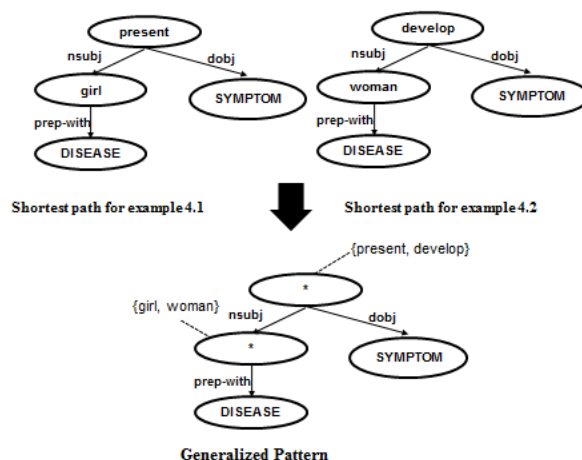 present
develop
nsubj
dobj
nsubj
dobj
girl
SYMPTOM
woman
SYMPTOM
prep-with
prep-with
DISEASE
DISEASE
Shortest path for example 4.1
Shortest path for example 4.2
{present, develop}
*
{girl, woman}
nsubj
dobj
*
SYMPTOM
prep-with
DISEASE
Generalized Pattern